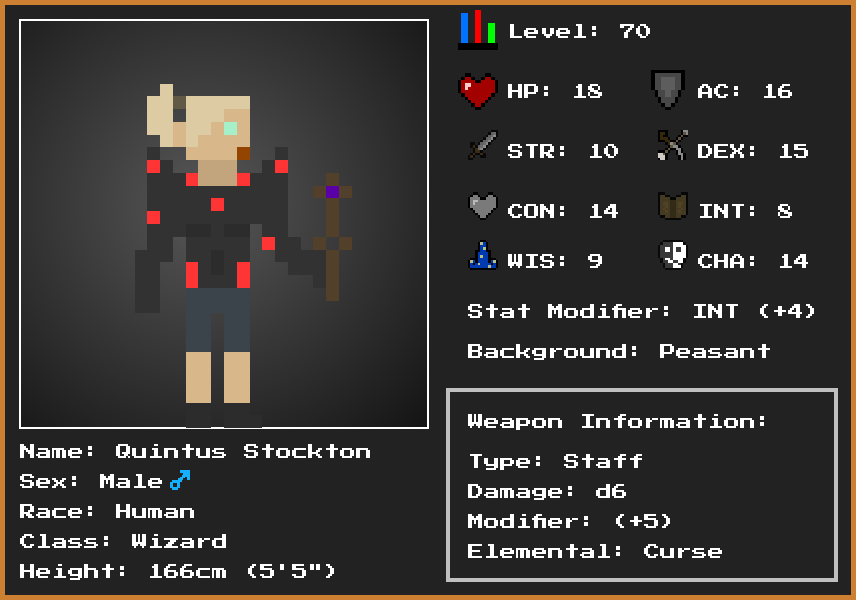 Level: 70
HP: 18
AC: 16
STR: 10
DEX: 15
CON: 14
INT: 8
WIS: 9
CHA: 14
Stat Modifier: INT (+4)
Background: Peasant
Weapon Information:
Type: Staff
Damage: d6
Modifier: (+5)
Elemental: Curse
Name: Quintus Stockton
Sex: Male♂
Race: Human
Class: Wizard
Height: 166cm (5'5")